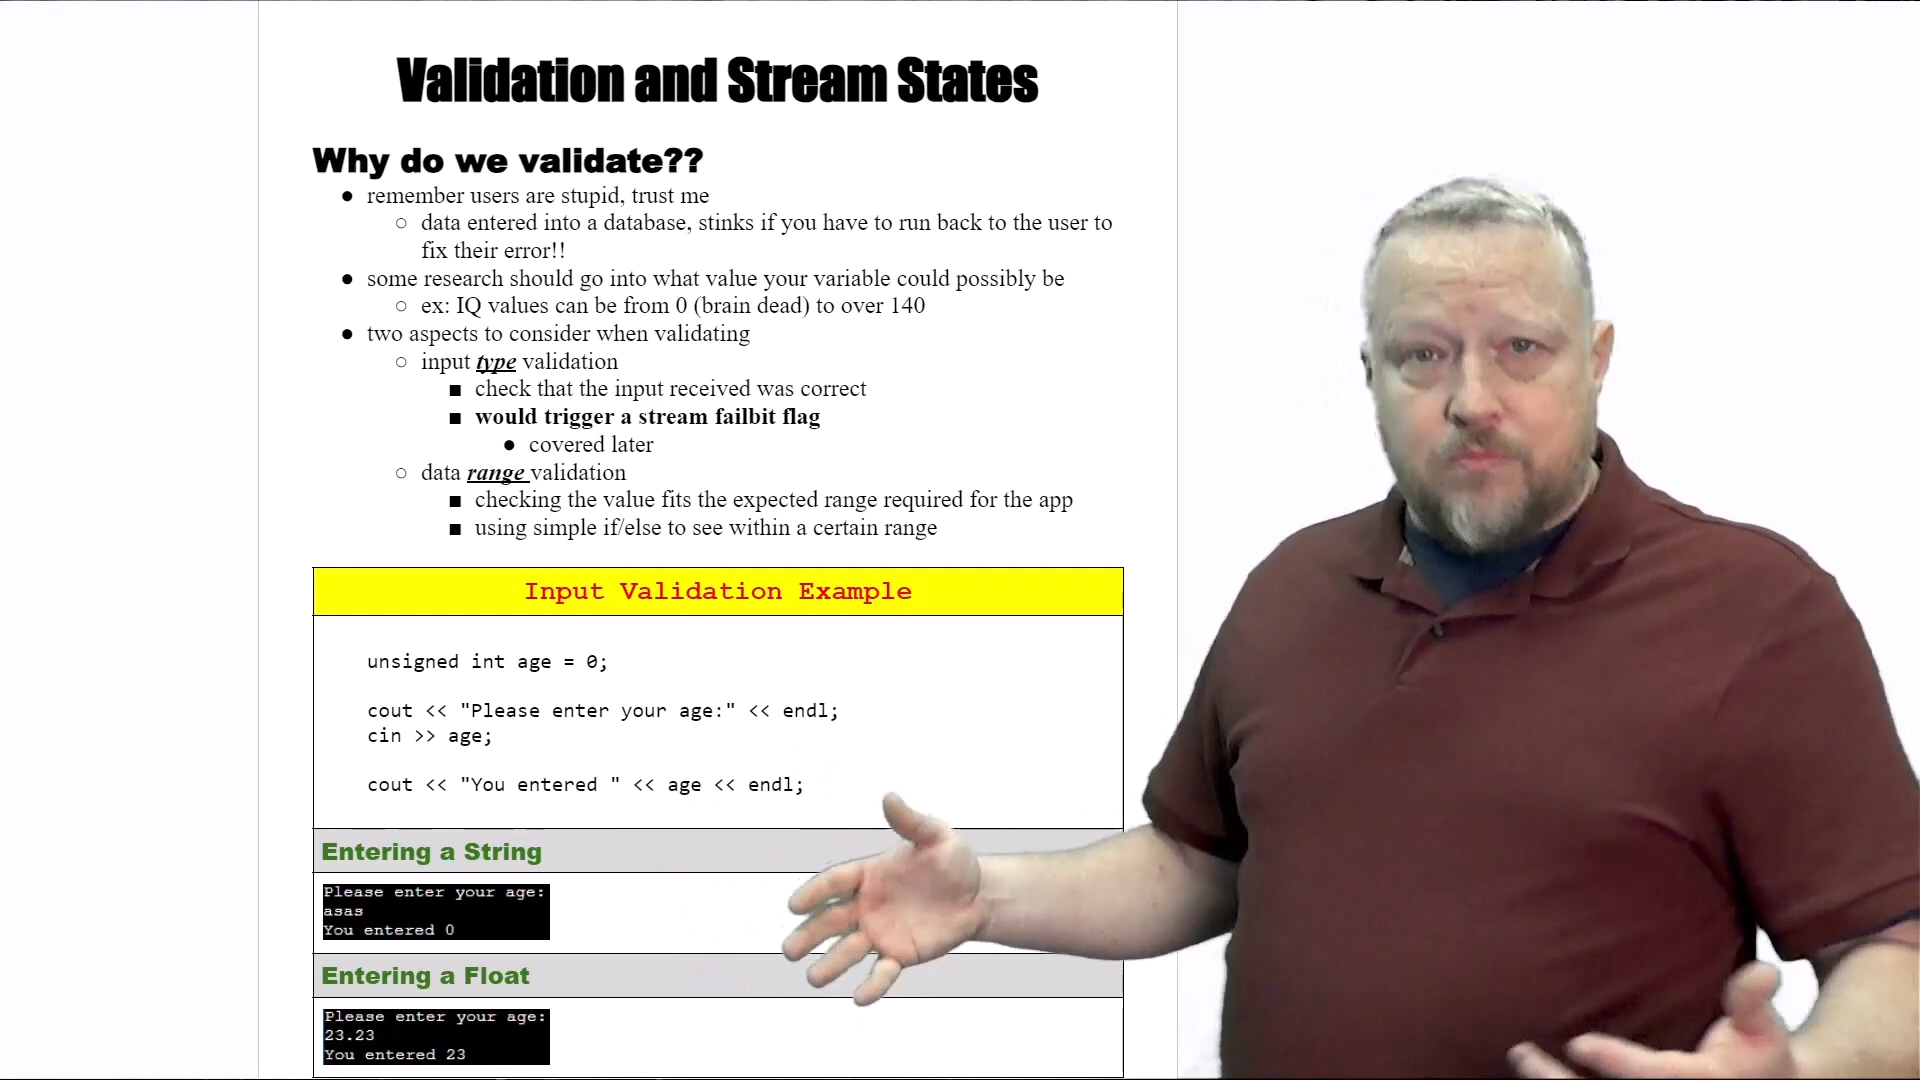 Validation and Stream States
Why do we validate??
● remember users are stupid, trust me
○ data entered into a database, stinks if you have to run back to the user to
fix their error!!
● some research should go into what value your variable could possibly be
○ ex: IQ values can be from 0 (brain dead) to over 140
● two aspects to consider when validating
○ input type validation
■ check that the input received was correct
■ would trigger a stream failbit flag
● covered later
○ data range validation
■ checking the value fits the expected range required for the app
■ using simple if/else to see within a certain range
Input Validation Example
unsigned int age = 0;
cout << "Please enter your age:" << endl;
cin >> age;
cout << "You entered " << age << endl;
Entering a String
Please enter your age:
asas
You entered 0
Entering a Float
Please enter your age:
23.23
You entered 23